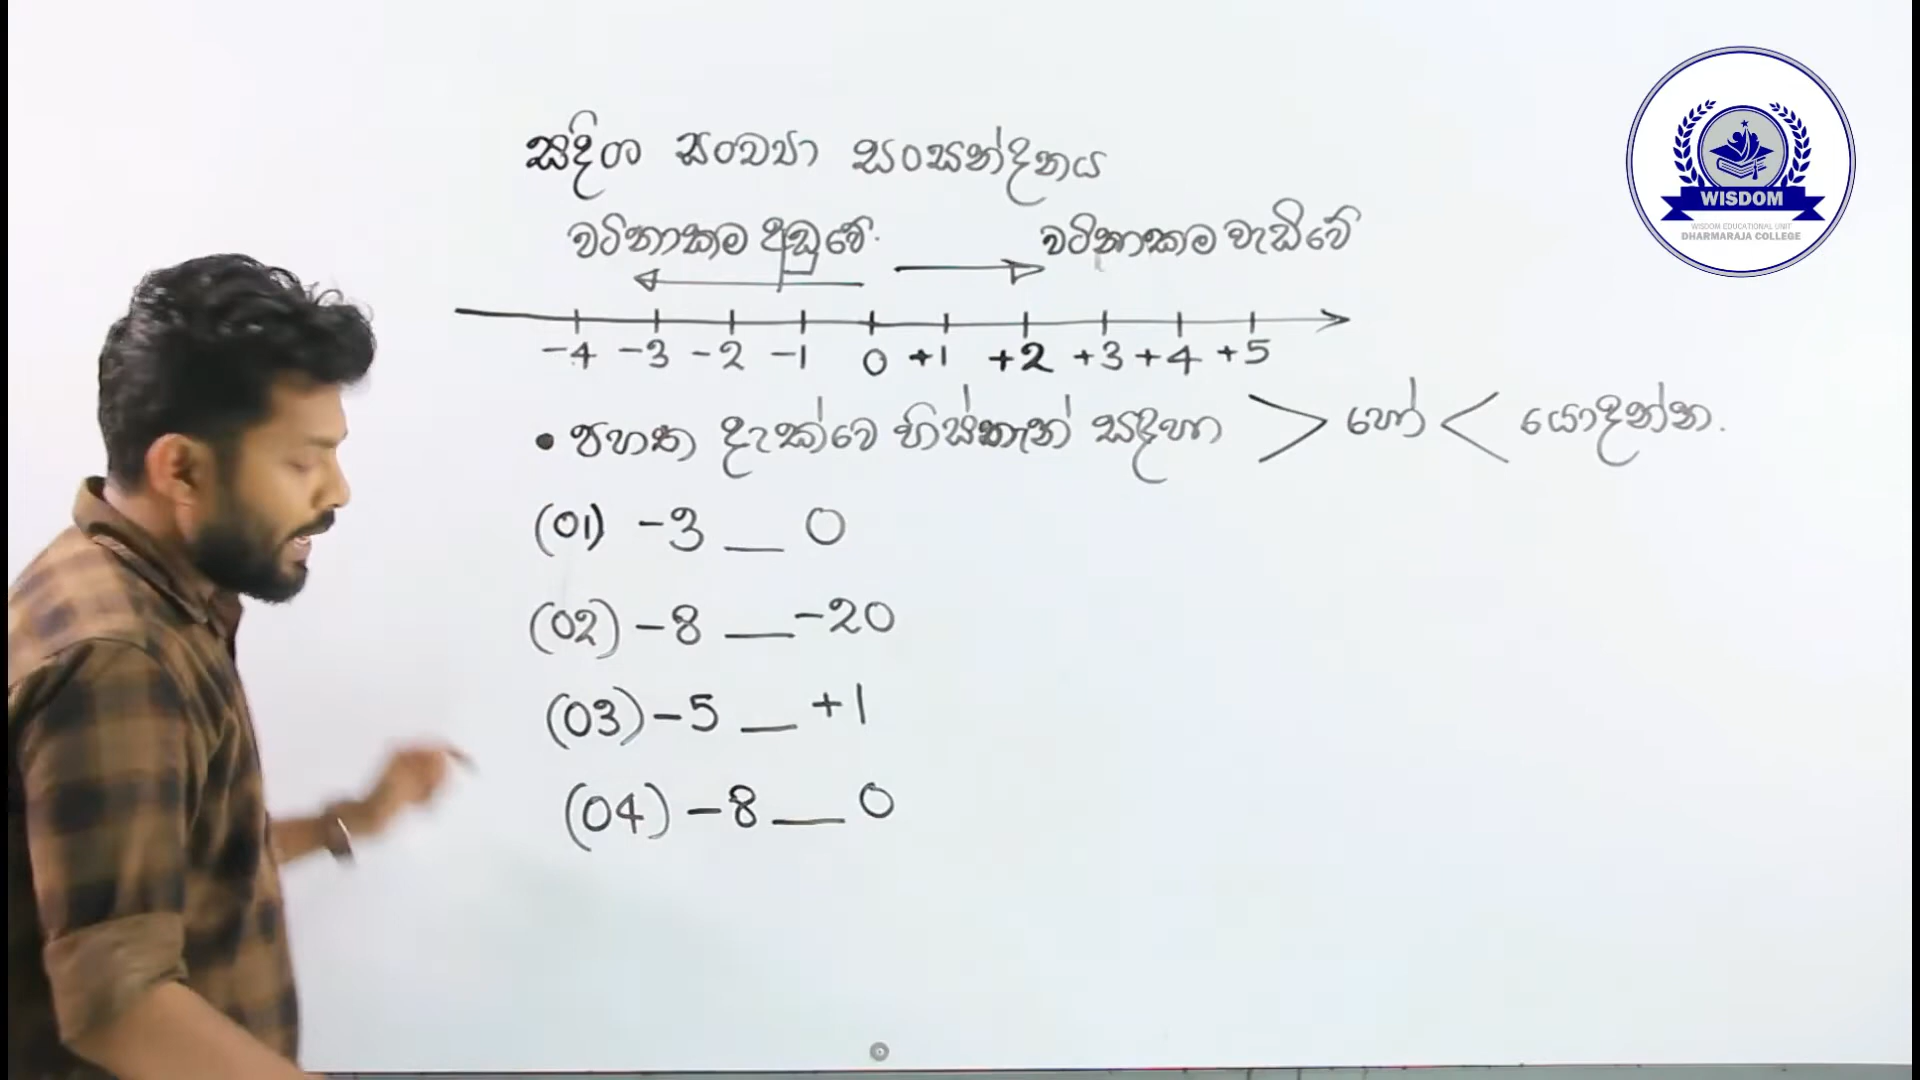 සදිශ සංඛ්‍යා සංසන්දනය
වටිනාකම අඩුවේ. වටිනාකම වැඩිවේ
-4 -3 -2 -1 0 +1 +2 +3 +4 +5
• පහත දැක්වෙ හිස්තැන් සඳහා > හෝ < යොදන්න.
(01) -3 __ 0
(02) -8 __ -20
(03) -5 __ +1
(04) -8 __ 0
WISDOM
WISDOM EDUCATIONAL UNIT
DHARMARAJA COLLEGE